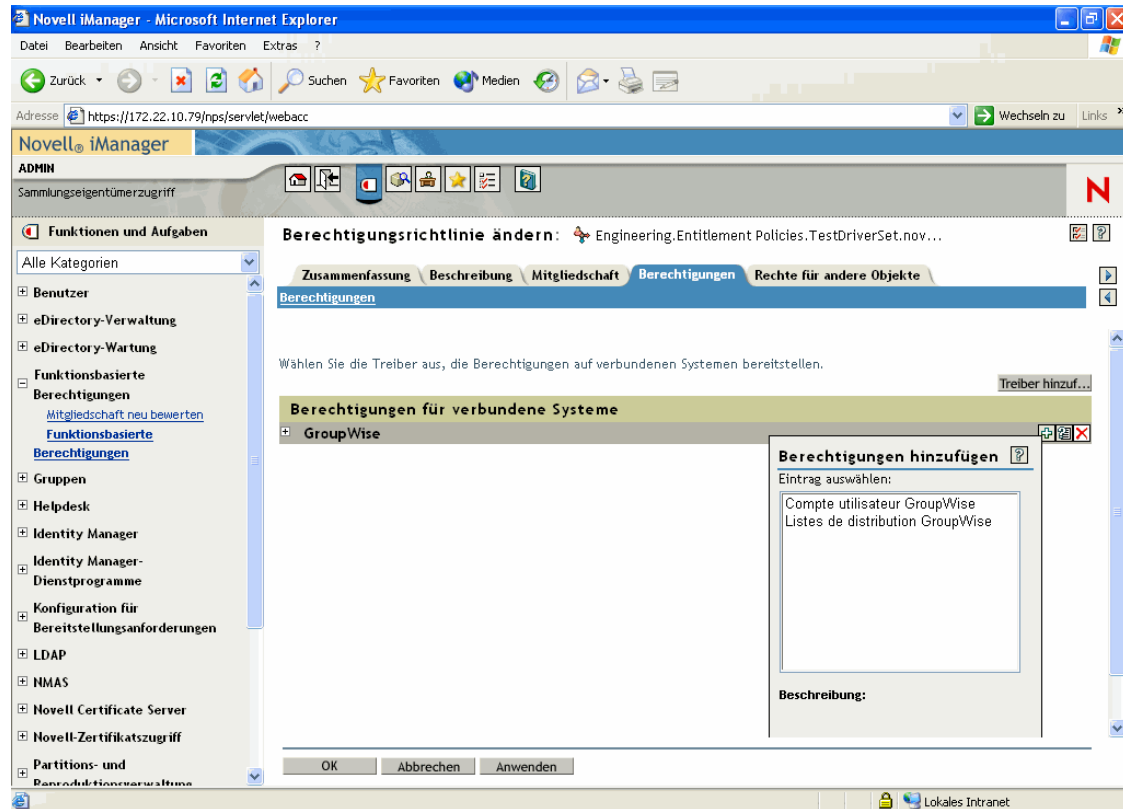 Novell iManager - Microsoft Internet Explorer
Datei Bearbeiten Ansicht Favoriten Extras ?
Zurück Suchen Favoriten Medien
Adresse https://172.22.10.79/nps/servlet/webacc Wechseln zu Links »
Novell® iManager
ADMIN
Sammlungseigentümerzugriff
N
Funktionen und Aufgaben
Alle Kategorien
Benutzer
eDirectory-Verwaltung
eDirectory-Wartung
Funktionsbasierte
Berechtigungen
Mitgliedschaft neu bewerten
Funktionsbasierte
Berechtigungen
Gruppen
Helpdesk
Identity Manager
Identity Manager-
Dienstprogramme
Konfiguration für
Bereitstellungsanforderungen
LDAP
NMAS
Novell Certificate Server
Novell-Zertifikatszugriff
Partitions- und
Reproduktionsverwaltung
Berechtigungsrichtlinie ändern: Engineering.Entitlement Policies.TestDriverSet.nov...
Zusammenfassung Beschreibung Mitgliedschaft Berechtigungen Rechte für andere Objekte
Berechtigungen
Wählen Sie die Treiber aus, die Berechtigungen auf verbundenen Systemen bereitstellen.
Treiber hinzuf...
Berechtigungen für verbundene Systeme
GroupWise
Berechtigungen hinzufügen ?
Eintrag auswählen:
Compte utilisateur GroupWise
Listes de distribution GroupWise
Beschreibung:
OK Abbrechen Anwenden
Lokales Intranet